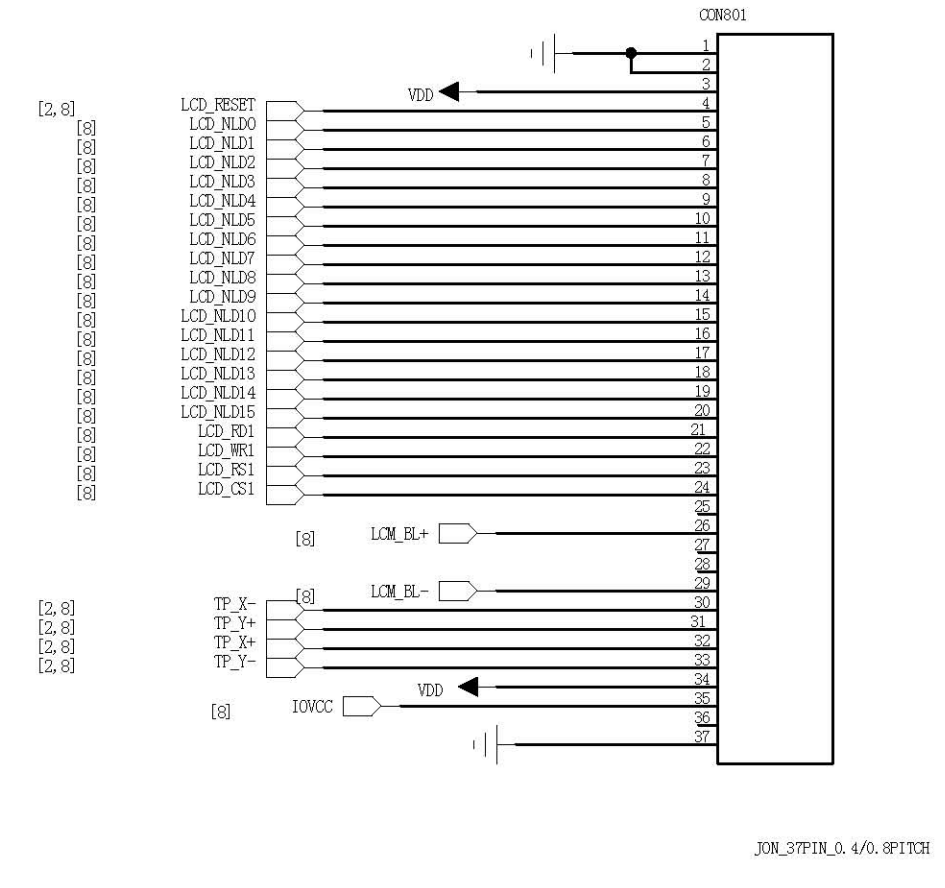 CON801
1
2
VDD 3
[2,8] LCD_RESET 4
[8] LCD_NLD0 5
[8] LCD_NLD1 6
[8] LCD_NLD2 7
[8] LCD_NLD3 8
[8] LCD_NLD4 9
[8] LCD_NLD5 10
[8] LCD_NLD6 11
[8] LCD_NLD7 12
[8] LCD_NLD8 13
[8] LCD_NLD9 14
[8] LCD_NLD10 15
[8] LCD_NLD11 16
[8] LCD_NLD12 17
[8] LCD_NLD13 18
[8] LCD_NLD14 19
[8] LCD_NLD15 20
[8] LCD_RD1 21
[8] LCD_WR1 22
[8] LCD_RS1 23
[8] LCD_CS1 24
25
[8] LCM_BL+ 26
27
28
[8] LCM_BL- 29
[2,8] TP_X- 30
[2,8] TP_Y+ 31
[2,8] TP_X+ 32
[2,8] TP_Y- 33
VDD 34
[8] IOVCC 35
36
37
JON_37PIN_0.4/0.8PITCH